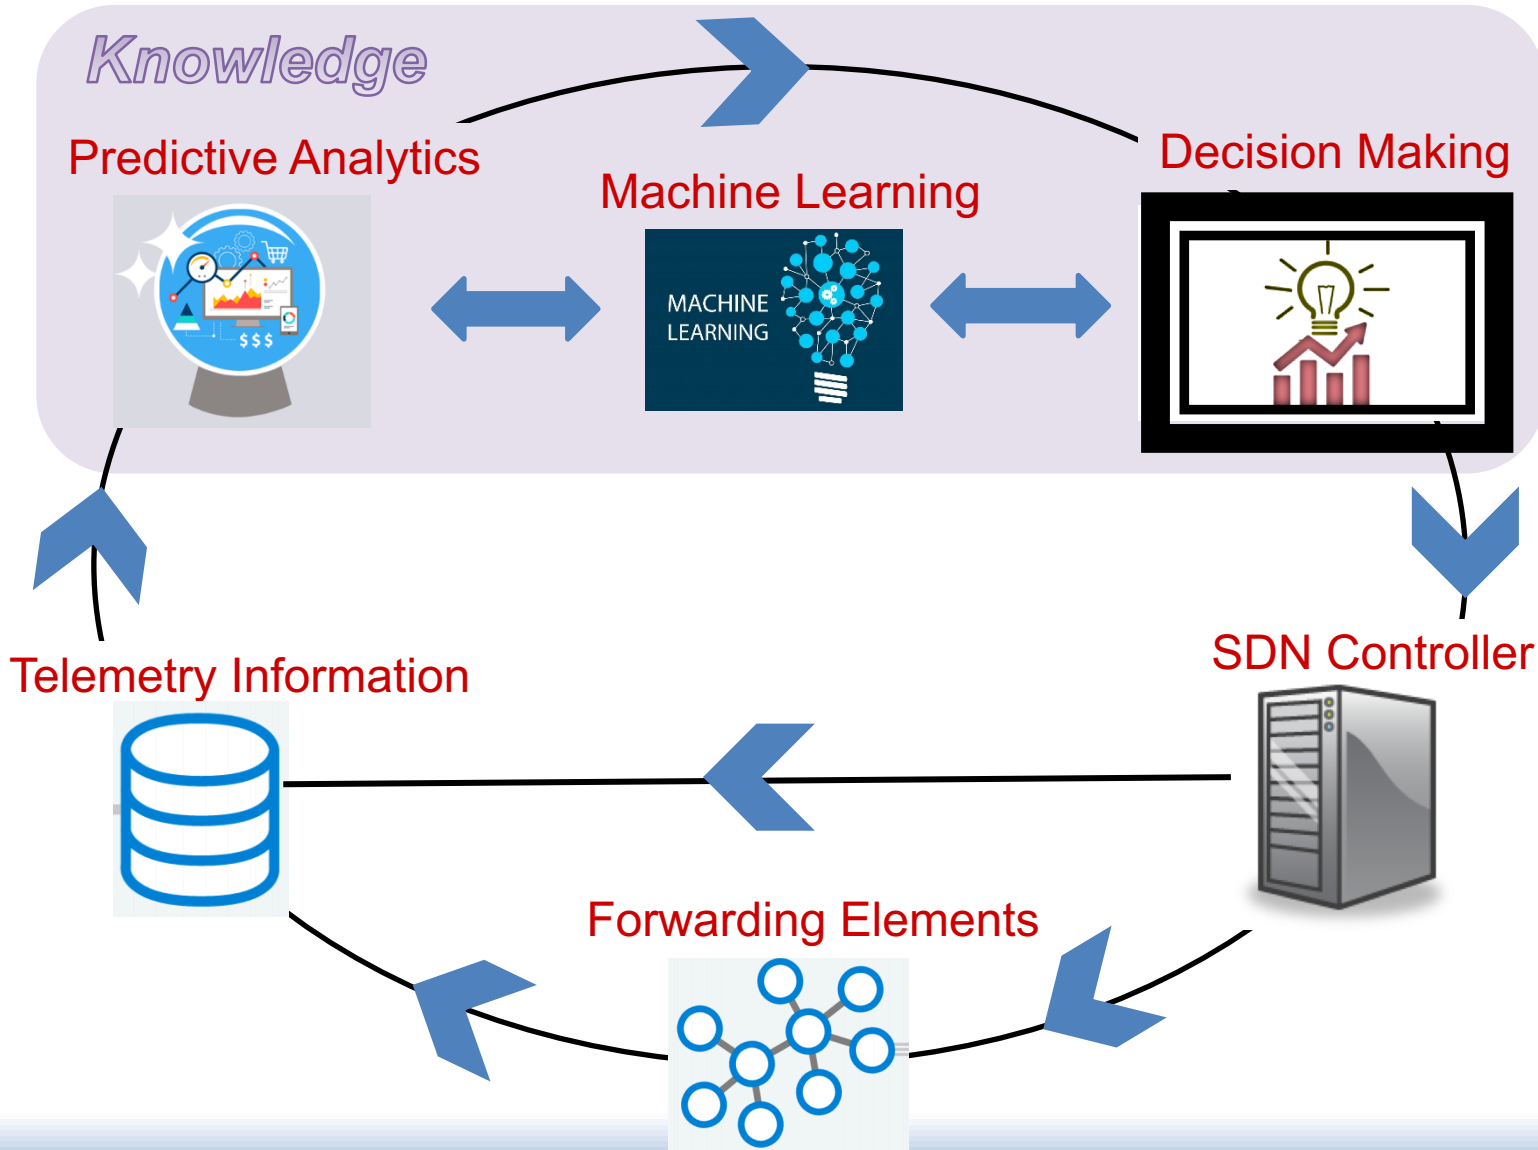 Knowledge
Predictive Analytics
Machine Learning
Decision Making
$$$
MACHINE
LEARNING
Telemetry Information
SDN Controller
Forwarding Elements